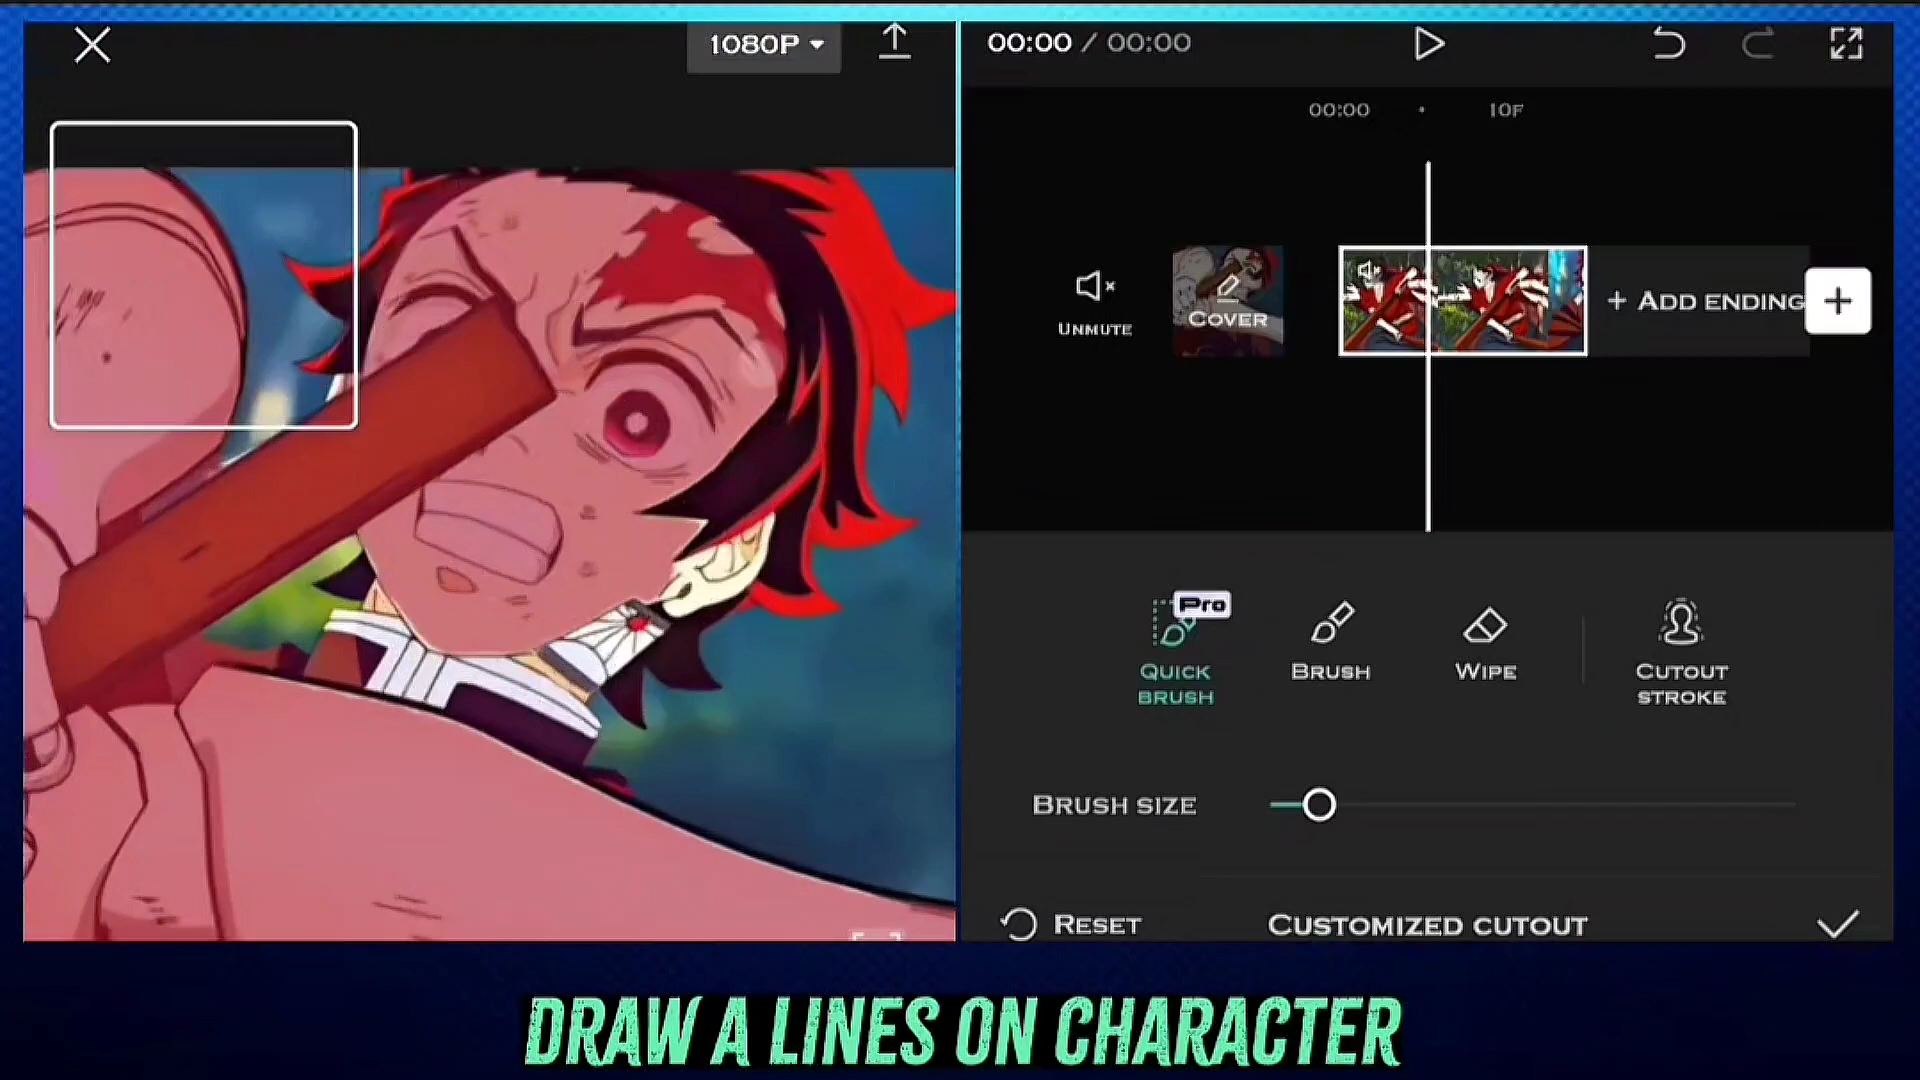 1080P
00:00 / 00:00
00:00
10F
UNMUTE
COVER
+ ADD ENDING
Pro
QUICK
BRUSH
BRUSH
WIPE
CUTOUT
STROKE
BRUSH SIZE
RESET
CUSTOMIZED CUTOUT
DRAW A LINES ON CHARACTER